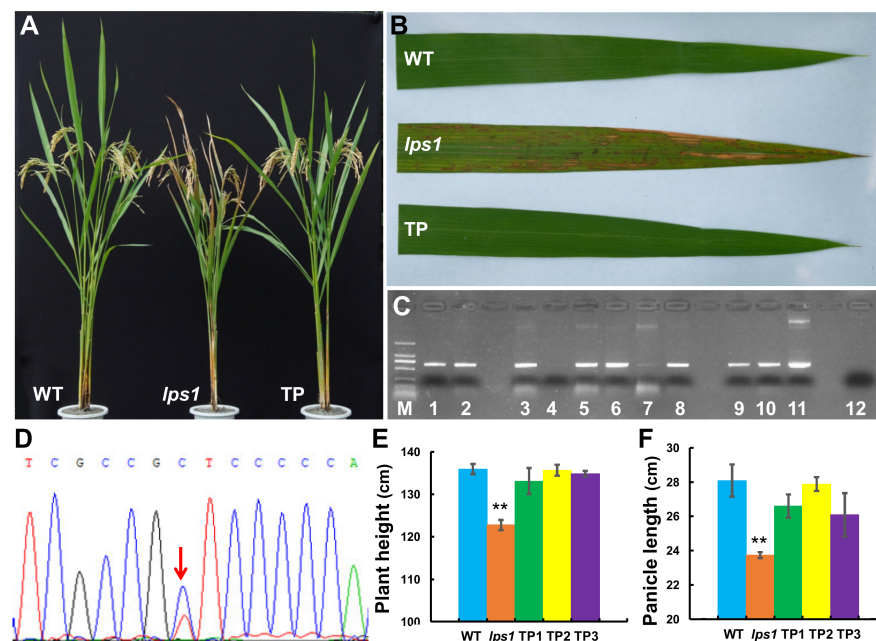 A
WT
lps1
TP
B
WT
lps1
TP
C
M 1 2 3 4 5 6 7 8 9 10 11 12
D
T C G C C G C T C C C C C A
E
Plant height (cm)
140
130
120
110
100
**
WT lps1 TP1 TP2 TP3
F
Panicle length (cm)
28
26
24
22
20
**
WT lps1 TP1 TP2 TP3